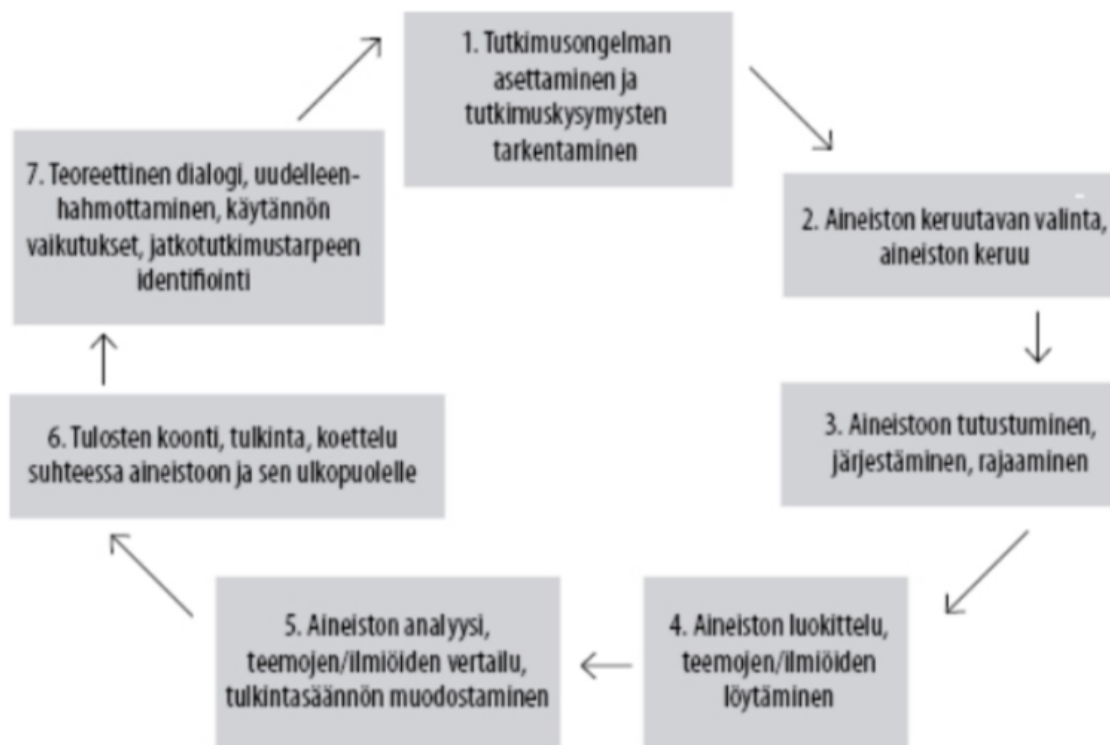 1. Tutkimusongelman
asettaminen ja
tutkimuskysymysten
tarkentaminen
2. Aineiston keruutavan valinta,
aineiston keruu
3. Aineistoon tutustuminen,
järjestäminen, rajaaminen
4. Aineiston luokittelu,
teemojen/ilmiöiden
löytäminen
5. Aineiston analyysi,
teemojen/ilmiöiden vertailu,
tulkintasäännön muodostaminen
6. Tulosten koonti, tulkinta, koettelu
suhteessa aineistoon ja sen ulkopuolelle
7. Teoreettinen dialogi, uudelleen-
hahmottaminen, käytännön
vaikutukset, jatkotutkimustarpeen
identifiointi